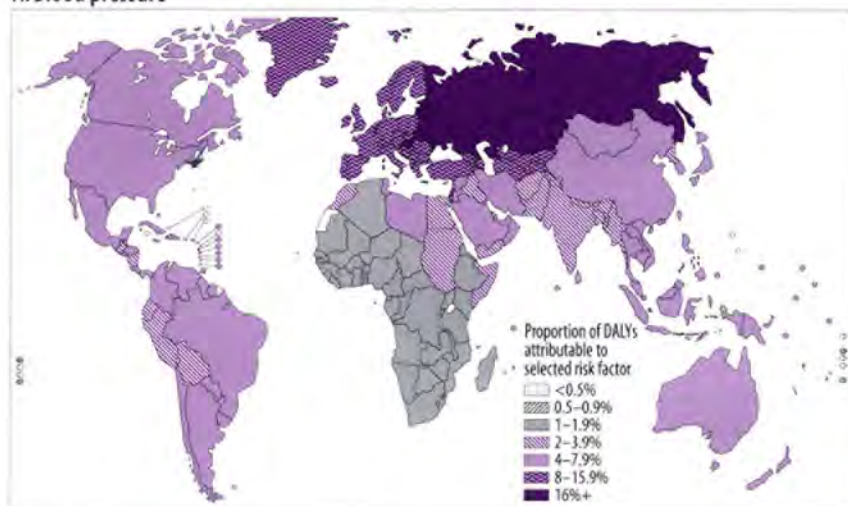 Proportion of DALYs
attributable to
selected risk factor
<0.5%
0.5–0.9%
1–1.9%
2–3.9%
4–7.9%
8–15.9%
16%+